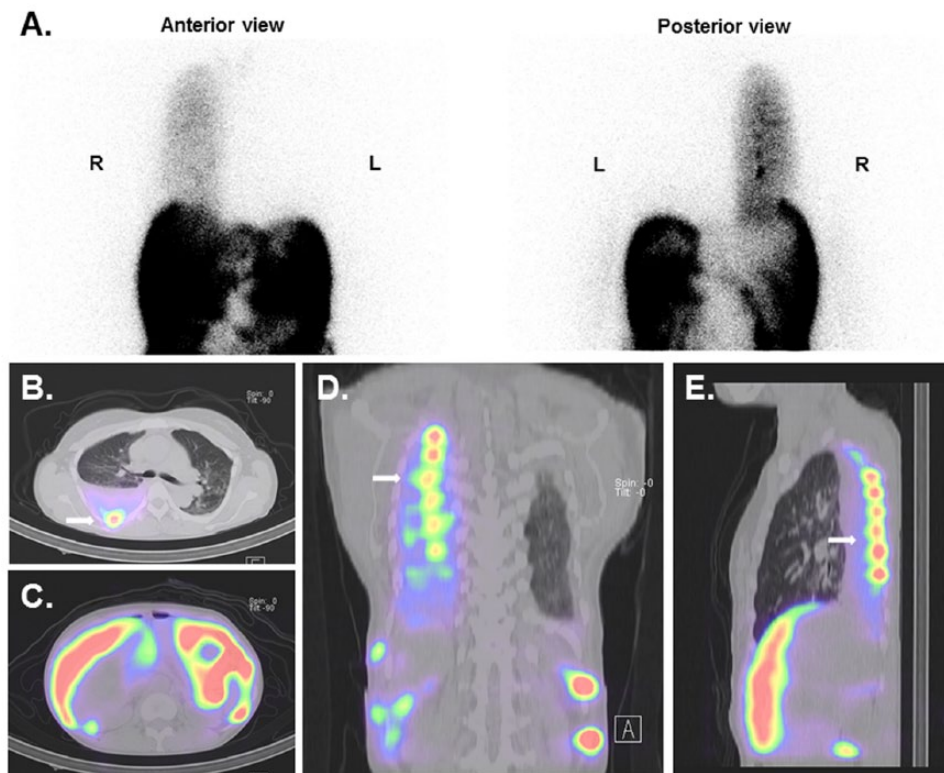 A.
Anterior view
Posterior view
R
L
L
R
B.
Spin: 0
Tilt -90
C.
Spin: 0
Tilt -90
D.
Spin: -0
Tilt -0
A
E.